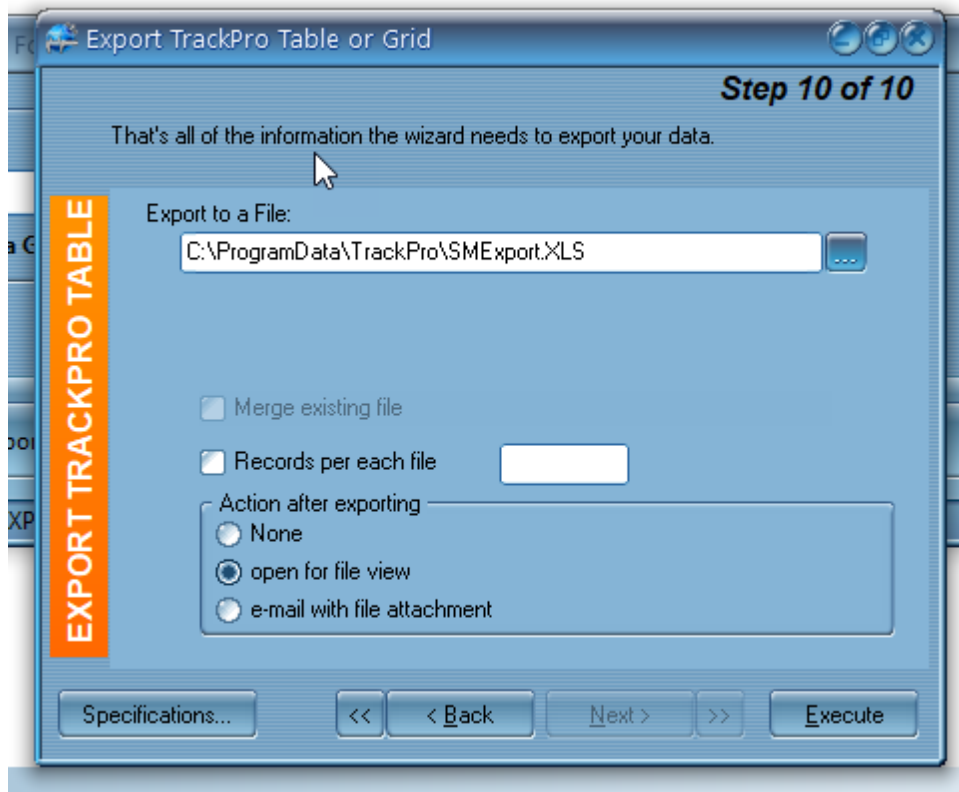 Export TrackPro Table or Grid
Step 10 of 10
That's all of the information the wizard needs to export your data.
EXPORT TRACKPRO TABLE
Export to a File:
C:\ProgramData\TrackPro\SMExport.XLS
...
Merge existing file
Records per each file
Action after exporting
None
open for file view
e-mail with file attachment
Specifications...
<<
< Back
Next >
>>
Execute